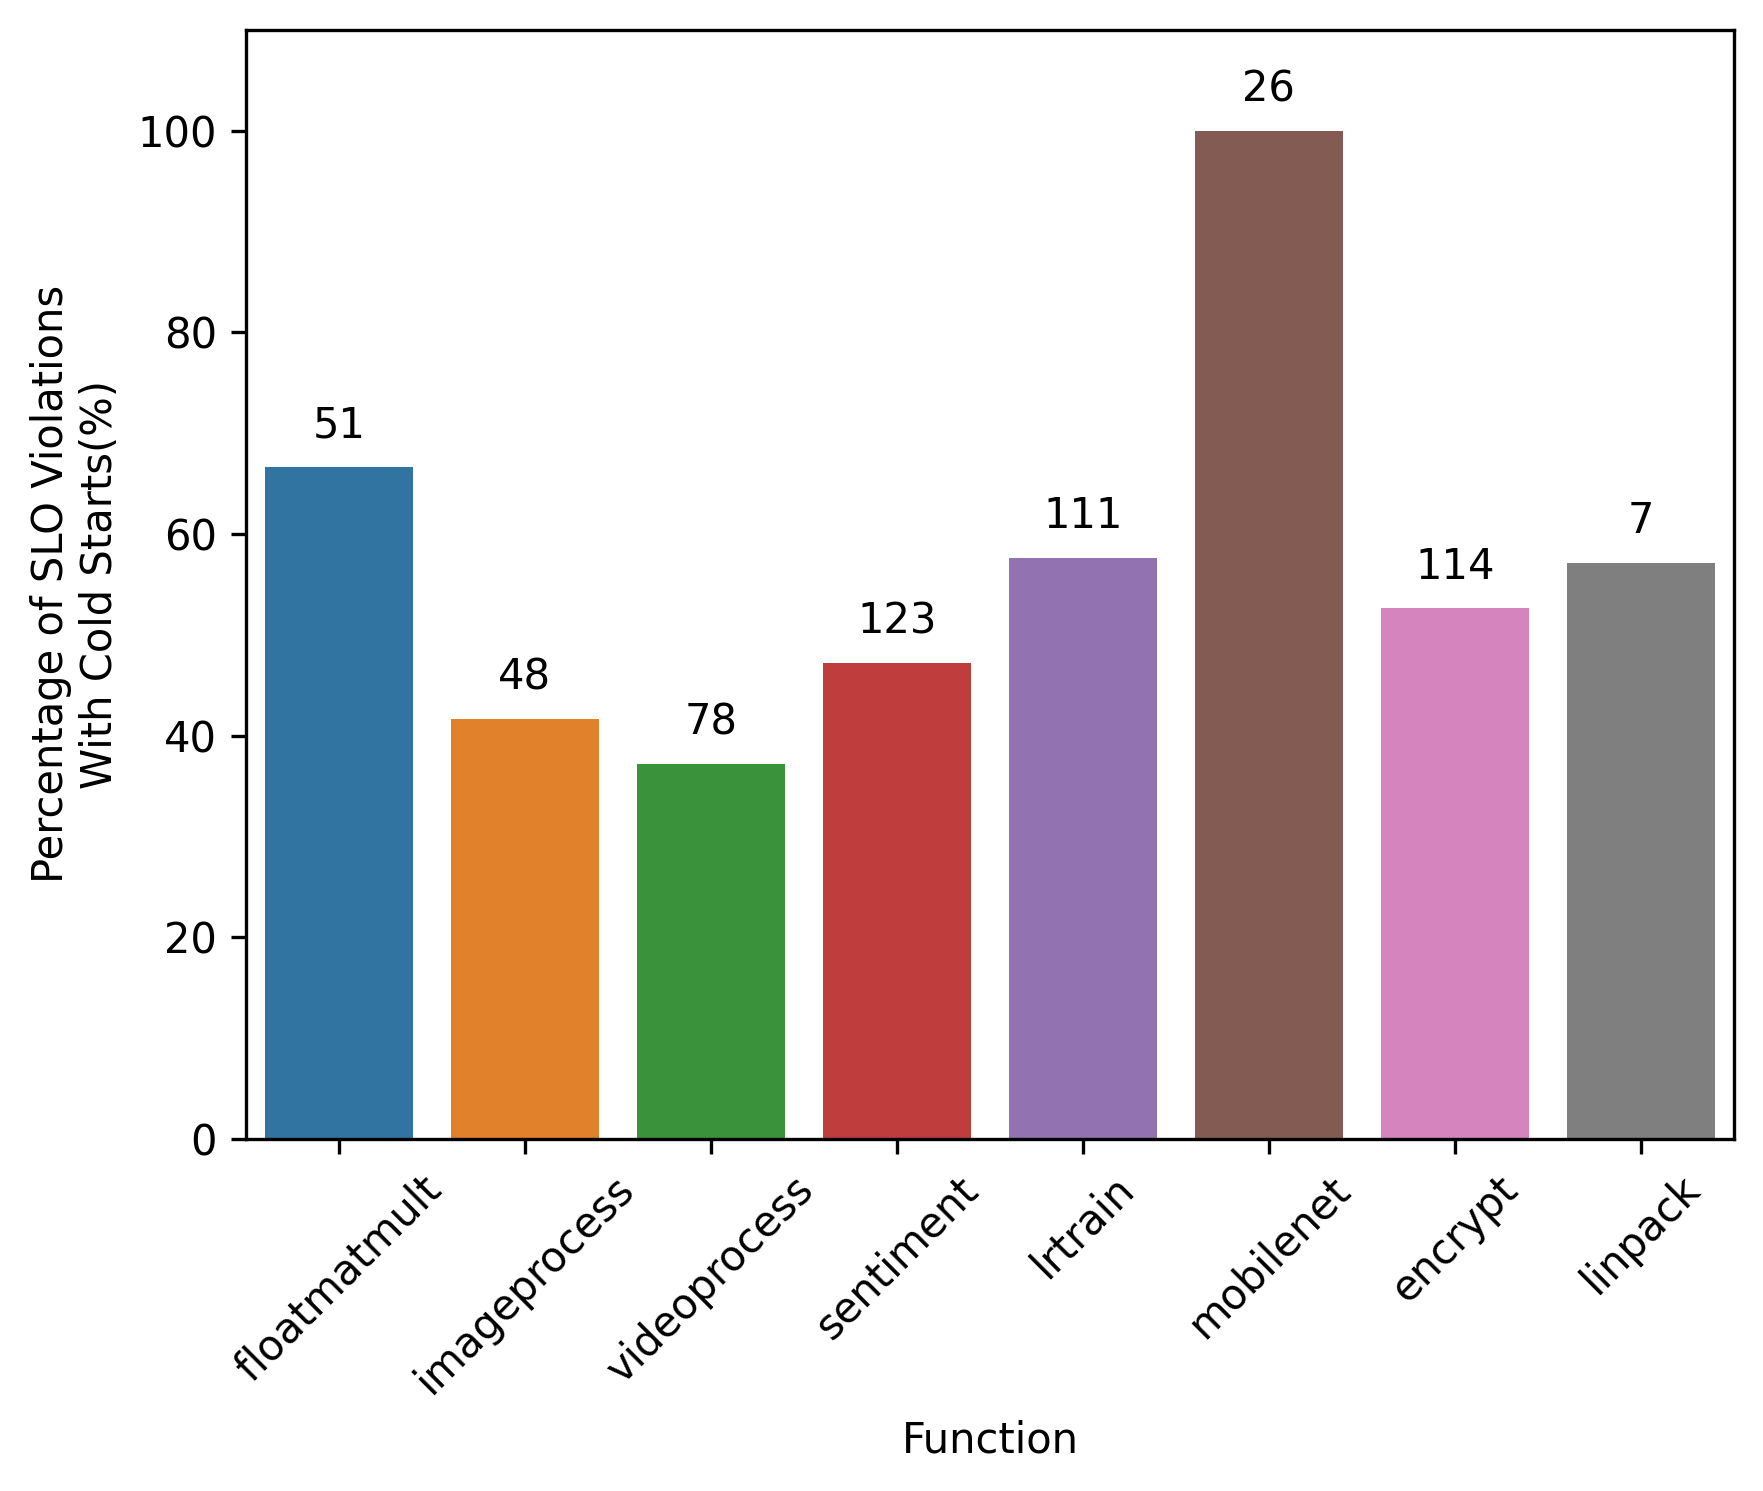 Percentage of SLO Violations
With Cold Starts(%)
100
80
60
40
20
0
51
48
78
123
111
26
114
7
floatmatmult
imageprocess
videoprocess
sentiment
lrtrain
mobilenet
encrypt
linpack
Function